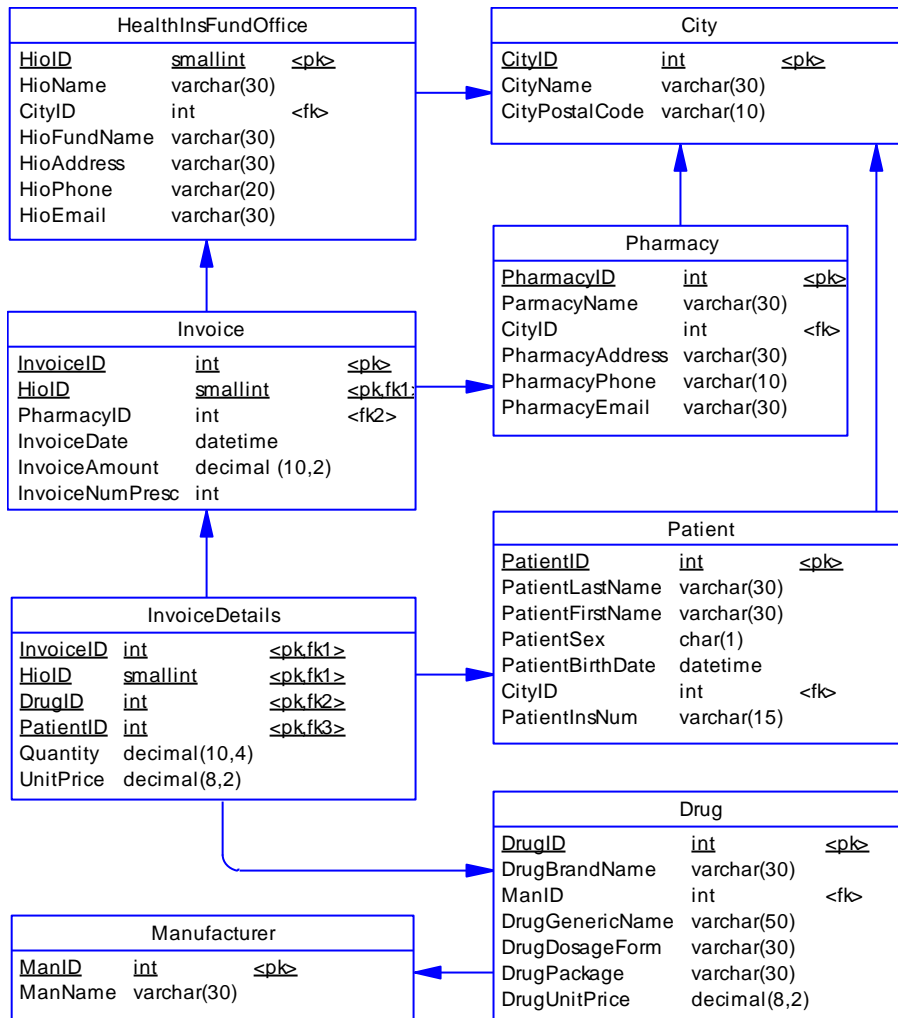 HealthInsFundOffice
HioID smallint <pk>
HioName varchar(30)
CityID int <fk>
HioFundName varchar(30)
HioAddress varchar(30)
HioPhone varchar(20)
HioEmail varchar(30)
City
CityID int <pk>
CityName varchar(30)
CityPostalCode varchar(10)
Pharmacy
PharmacyID int <pk>
ParmacyName varchar(30)
CityID int <fk>
PharmacyAddress varchar(30)
PharmacyPhone varchar(10)
PharmacyEmail varchar(30)
Invoice
InvoiceID int <pk>
HioID smallint <pk,fk1>
PharmacyID int <fk2>
InvoiceDate datetime
InvoiceAmount decimal (10,2)
InvoiceNumPresc int
Patient
PatientID int <pk>
PatientLastName varchar(30)
PatientFirstName varchar(30)
PatientSex char(1)
PatientBirthDate datetime
CityID int <fk>
PatientInsNum varchar(15)
InvoiceDetails
InvoiceID int <pk,fk1>
HioID smallint <pk,fk1>
DrugID int <pk,fk2>
PatientID int <pk,fk3>
Quantity decimal(10,4)
UnitPrice decimal(8,2)
Drug
DrugID int <pk>
DrugBrandName varchar(30)
ManID int <fk>
DrugGenericName varchar(50)
DrugDosageForm varchar(30)
DrugPackage varchar(30)
DrugUnitPrice decimal(8,2)
Manufacturer
ManID int <pk>
ManName varchar(30)